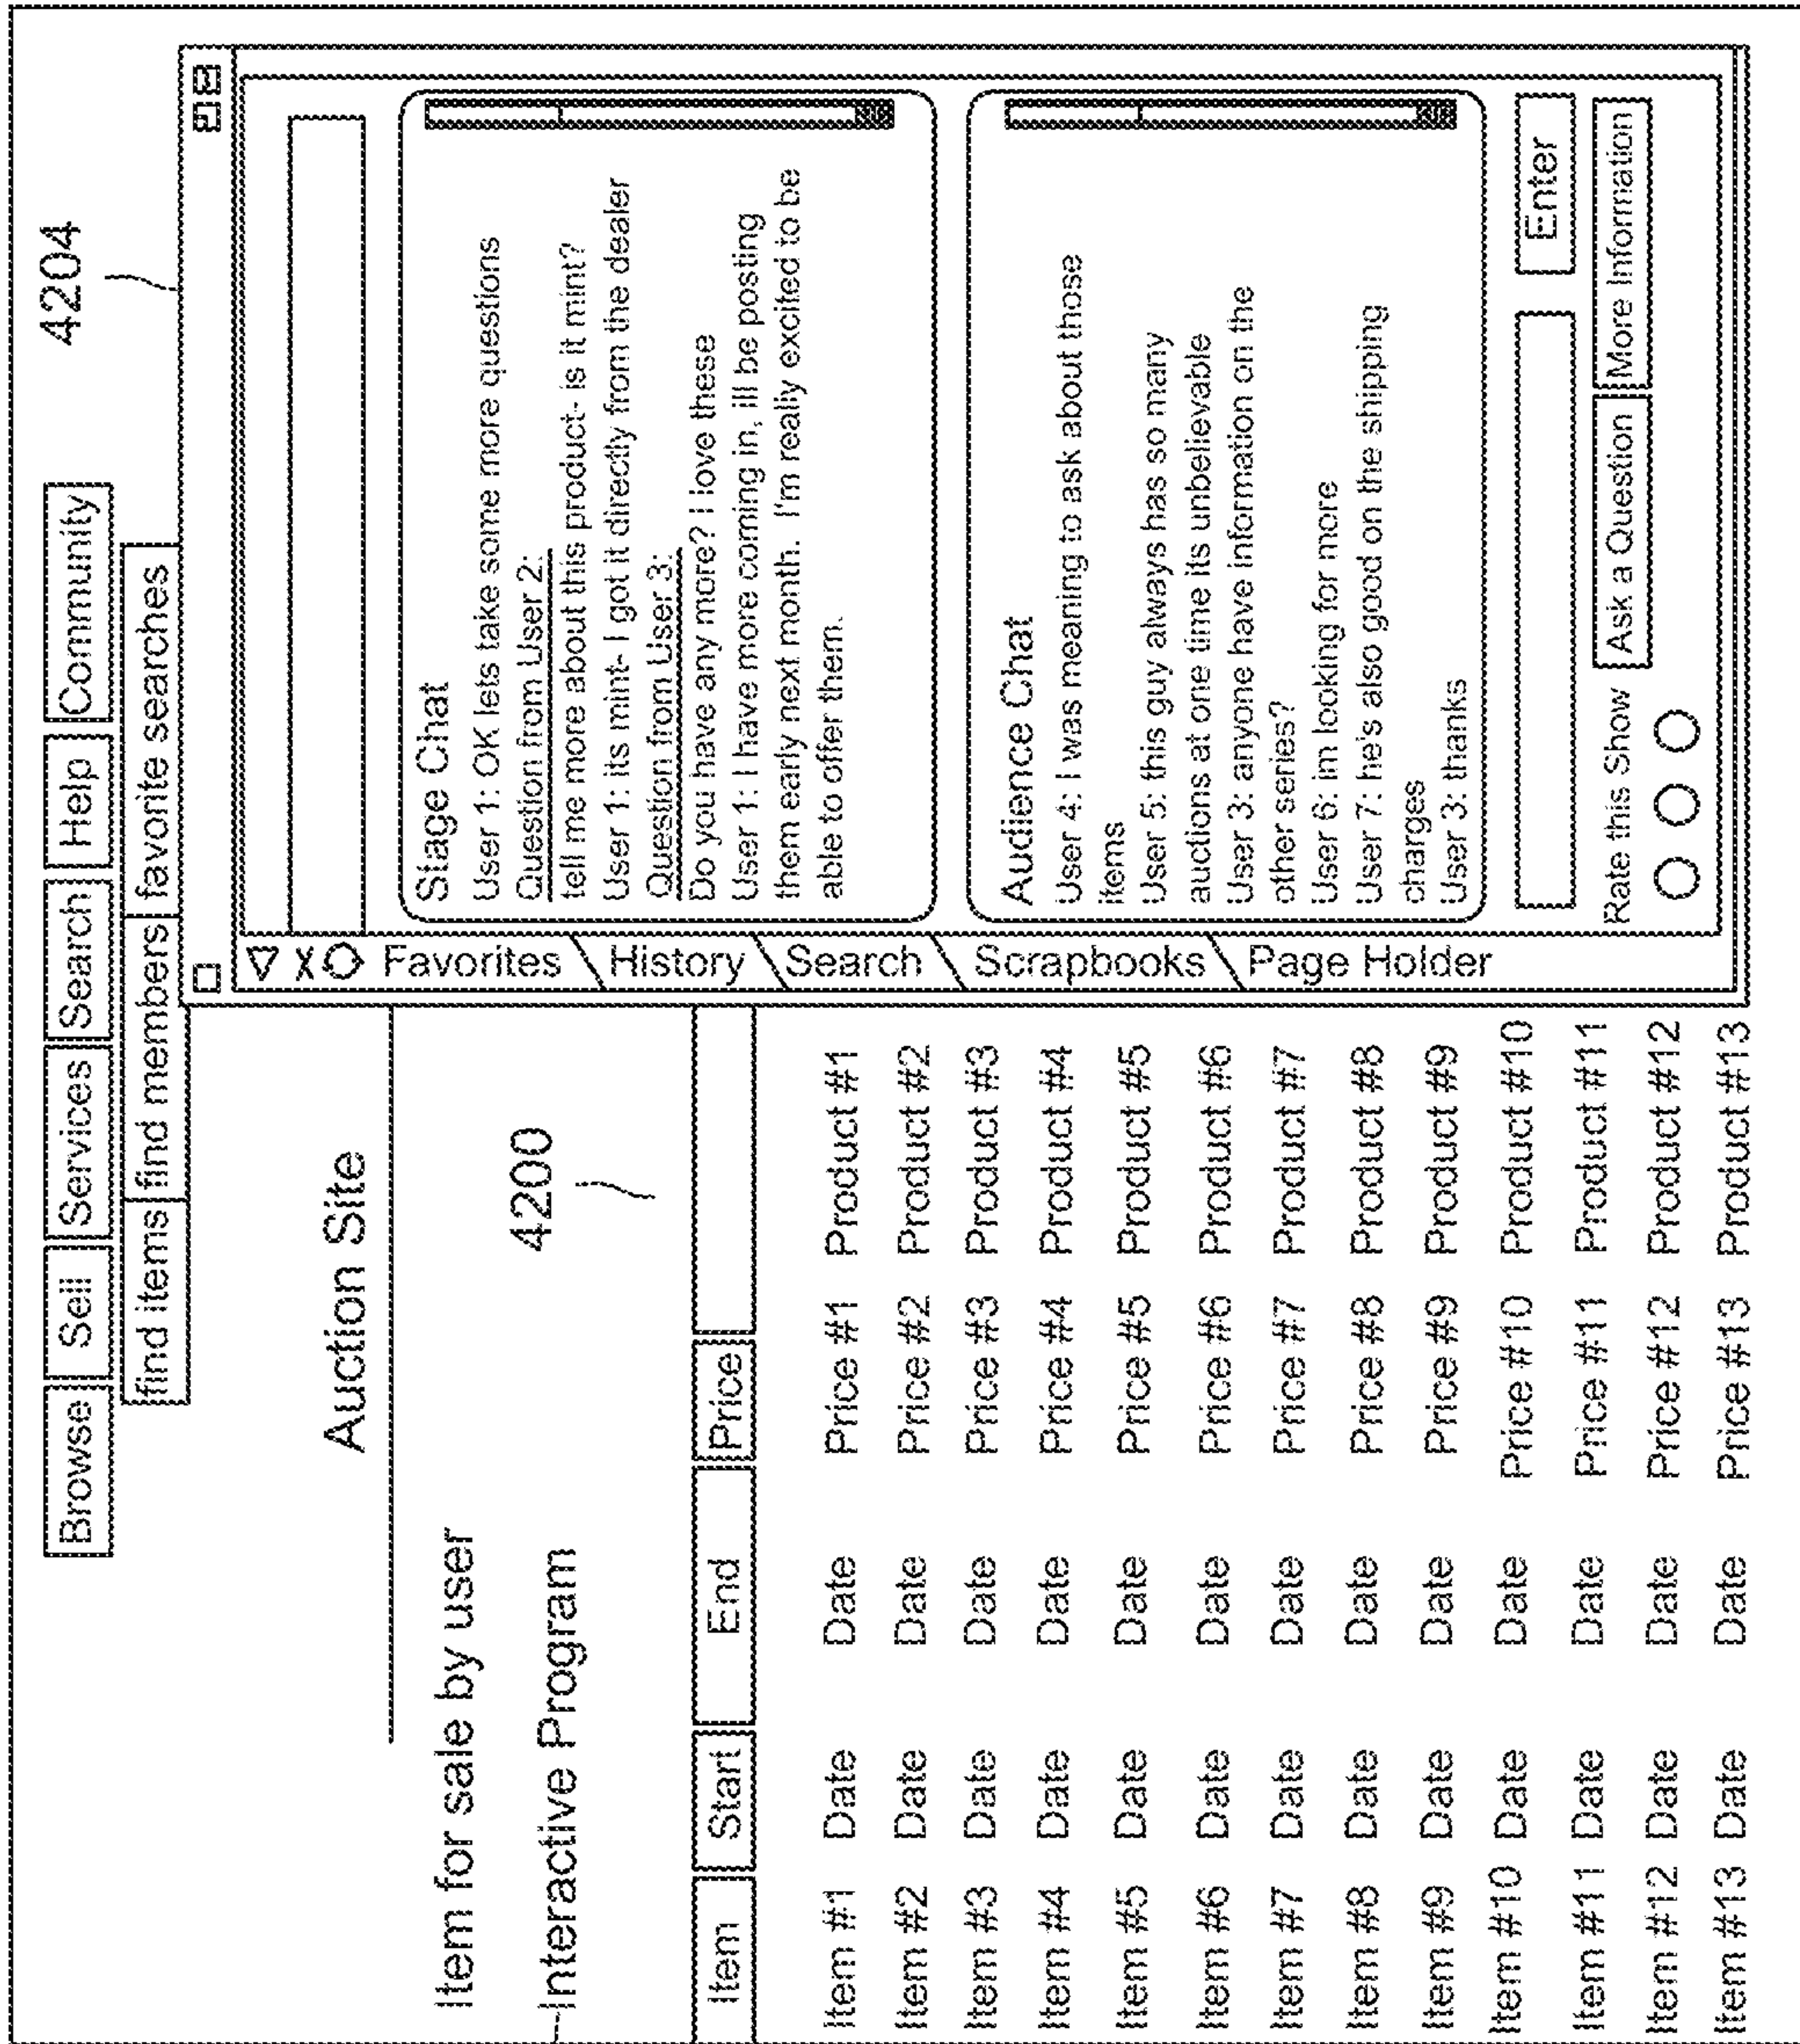 4204
Browse Sell Services Search Help Community
find items find members favorite searches
Auction Site
Item for sale by user
Interactive Program
4200
Item Start End Price
Item #1 Date Date Price #1 Product #1
Item #2 Date Date Price #2 Product #2
Item #3 Date Date Price #3 Product #3
Item #4 Date Date Price #4 Product #4
Item #5 Date Date Price #5 Product #5
Item #6 Date Date Price #6 Product #6
Item #7 Date Date Price #7 Product #7
Item #8 Date Date Price #8 Product #8
Item #9 Date Date Price #9 Product #9
Item #10 Date Date Price #10 Product #10
Item #11 Date Date Price #11 Product #11
Item #12 Date Date Price #12 Product #12
Item #13 Date Date Price #13 Product #13
X
Favorites
History
Search
Scrapbooks
Page Holder
Stage Chat
User 1: OK lets take some more questions
Question from User 2:
tell me more about this product- is it mint?
User 1: its mint- I got it directly from the dealer
Question from User 3:
Do you have any more? I love these
User 1: I have more coming in, ill be posting
them early next month. I'm really excited to be
able to offer them.
Audience Chat
User 4: I was meaning to ask about those
items
User 5: this guy always has so many
auctions at one time its unbelievable
User 3: anyone have information on the
other series?
User 6: im looking for more
User 7: he's also good on the shipping
charges
User 3: thanks
Enter
Rate this Show Ask a Question More Information